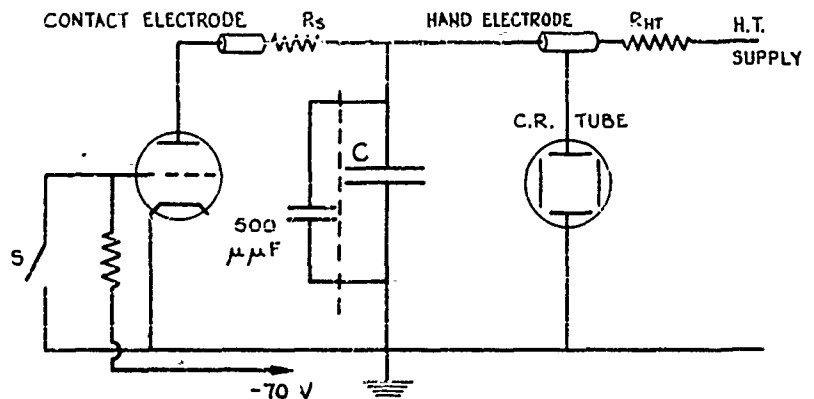 CONTACT ELECTRODE
RS
HAND ELECTRODE
RHT
H.T.
SUPPLY
C.R. TUBE
C
500
μμF
S
-70 V